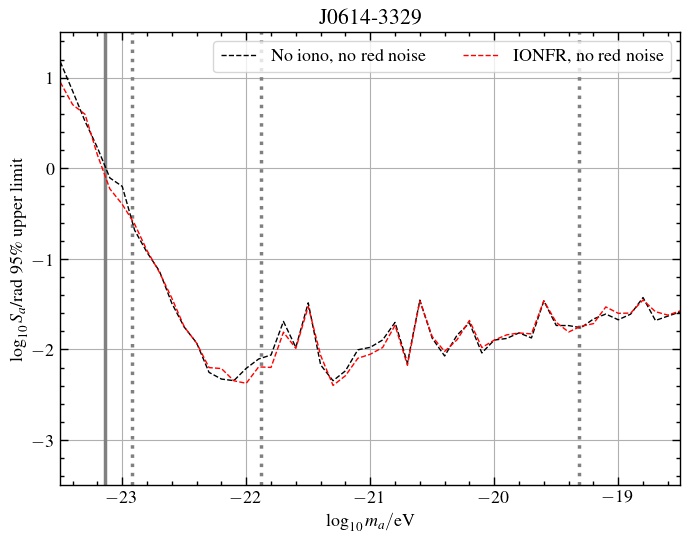 J0614-3329
No iono, no red noise
IONFR, no red noise
log₁₀ Sₐ/rad 95% upper limit
1
0
−1
−2
−3
−23
−22
−21
−20
−19
log₁₀ mₐ/eV